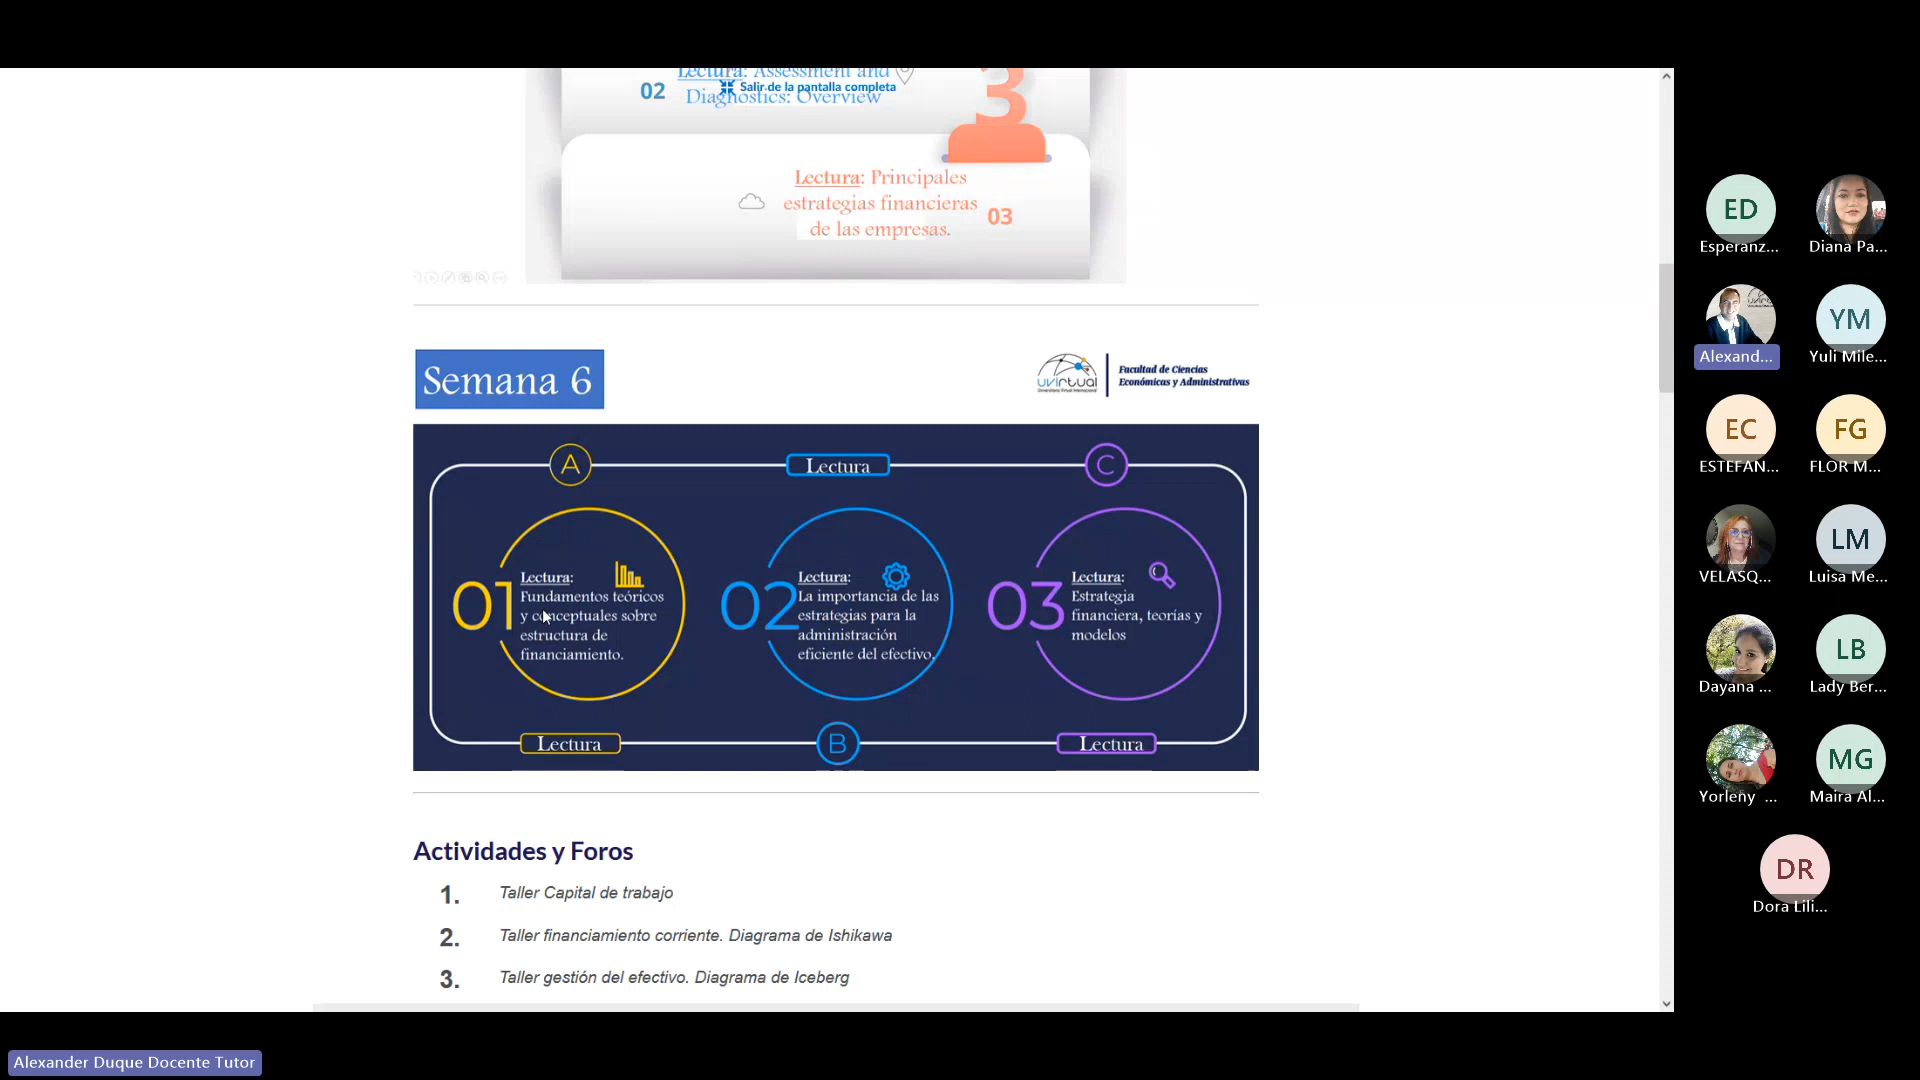 Lectura: Assessment and
02
Salir de la pantalla completa
Diagnostics: Overview
3
Lectura: Principales
estrategias financieras
de las empresas.
03
Semana 6
uvirtual
Facultad de Ciencias
Económicas y Administrativas
A
Lectura
C
01
Lectura:
Fundamentos teóricos
y conceptuales sobre
estructura de
financiamiento.
02
Lectura:
La importancia de las
estrategias para la
administración
eficiente del efectivo.
03
Lectura:
Estrategia
financiera, teorías y
modelos
Lectura
B
Lectura
Actividades y Foros
1. Taller Capital de trabajo
2. Taller financiamiento corriente. Diagrama de Ishikawa
3. Taller gestión del efectivo. Diagrama de Iceberg
ED
Esperanz...
Diana Pa...
Alexand...
YM
Yuli Mile...
EC
ESTEFAN...
FG
FLOR M...
VELASQ...
LM
Luisa Me...
Dayana ...
LB
Lady Ber...
Yorleny ...
MG
Maira Al...
DR
Dora Lili...
Alexander Duque Docente Tutor